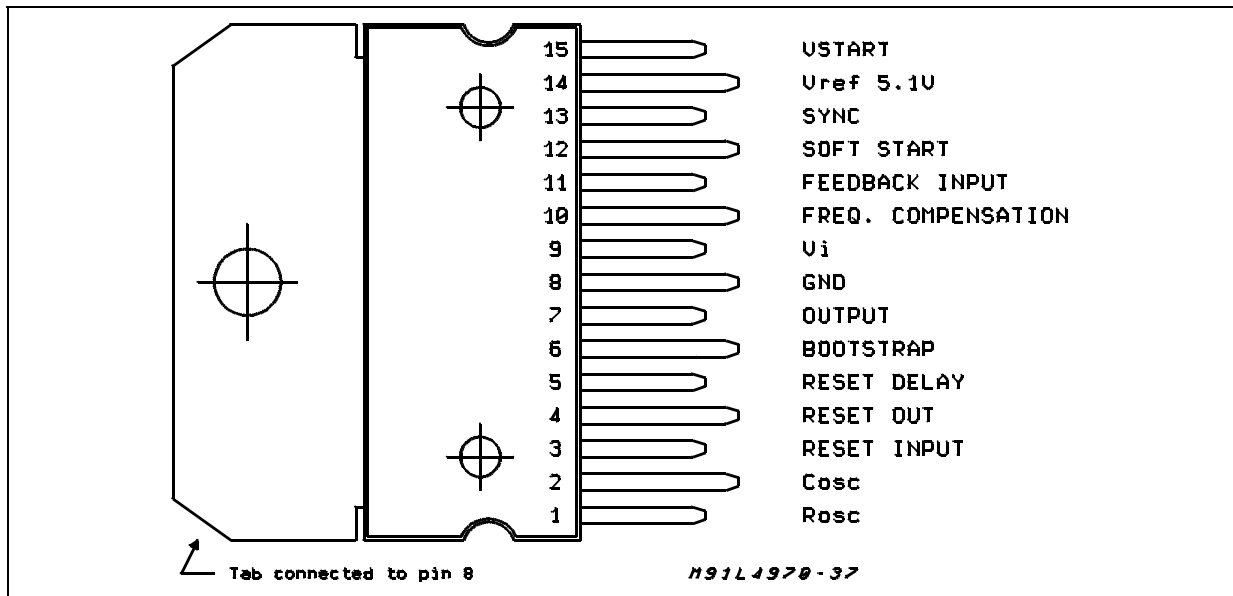 15 VSTART
14 Vref 5.1V
13 SYNC
12 SOFT START
11 FEEDBACK INPUT
10 FREQ. COMPENSATION
9 Vi
8 GND
7 OUTPUT
6 BOOTSTRAP
5 RESET DELAY
4 RESET OUT
3 RESET INPUT
2 Cosc
1 Rosc
Tab connected to pin 8
M91L4970-37